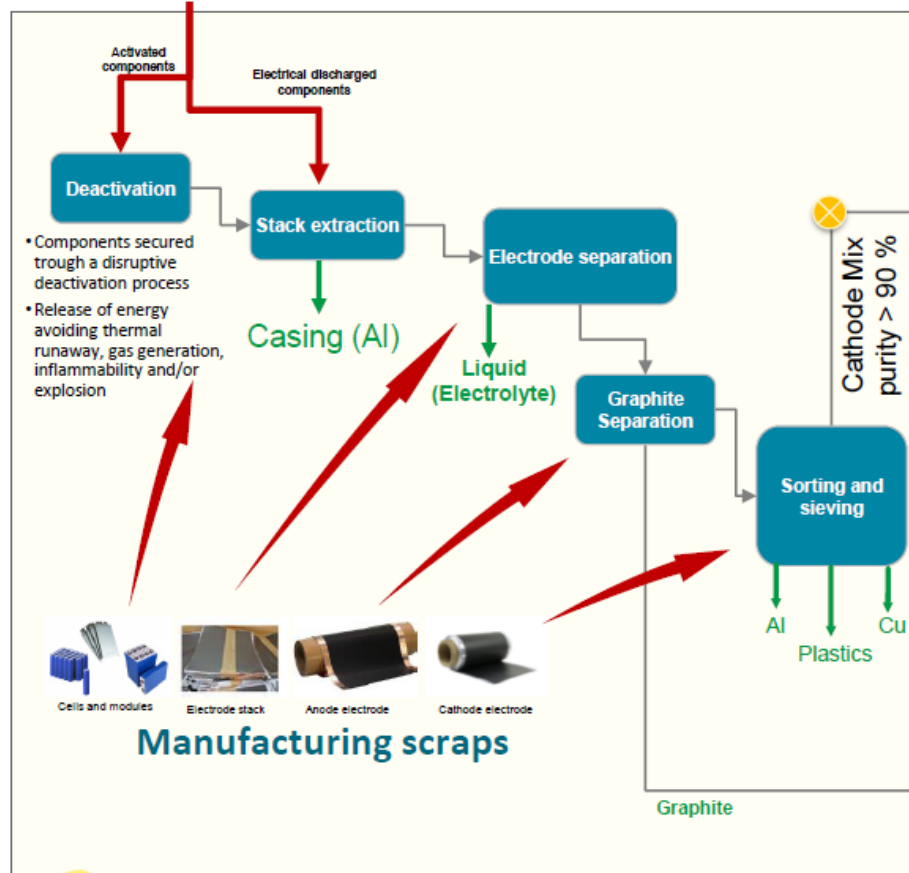 Activated
components
Electrical discharged
components
Deactivation
Stack extraction
Electrode separation
• Components secured
trough a disruptive
deactivation process
• Release of energy
avoiding thermal
runaway, gas generation,
inflammability and/or
explosion
Casing (Al)
Liquid
(Electrolyte)
Graphite
Separation
Cathode Mix
purity > 90 %
Sorting and
sieving
Al
Plastics
Cu
Cells and modules
Electrode stack
Anode electrode
Cathode electrode
Manufacturing scraps
Graphite